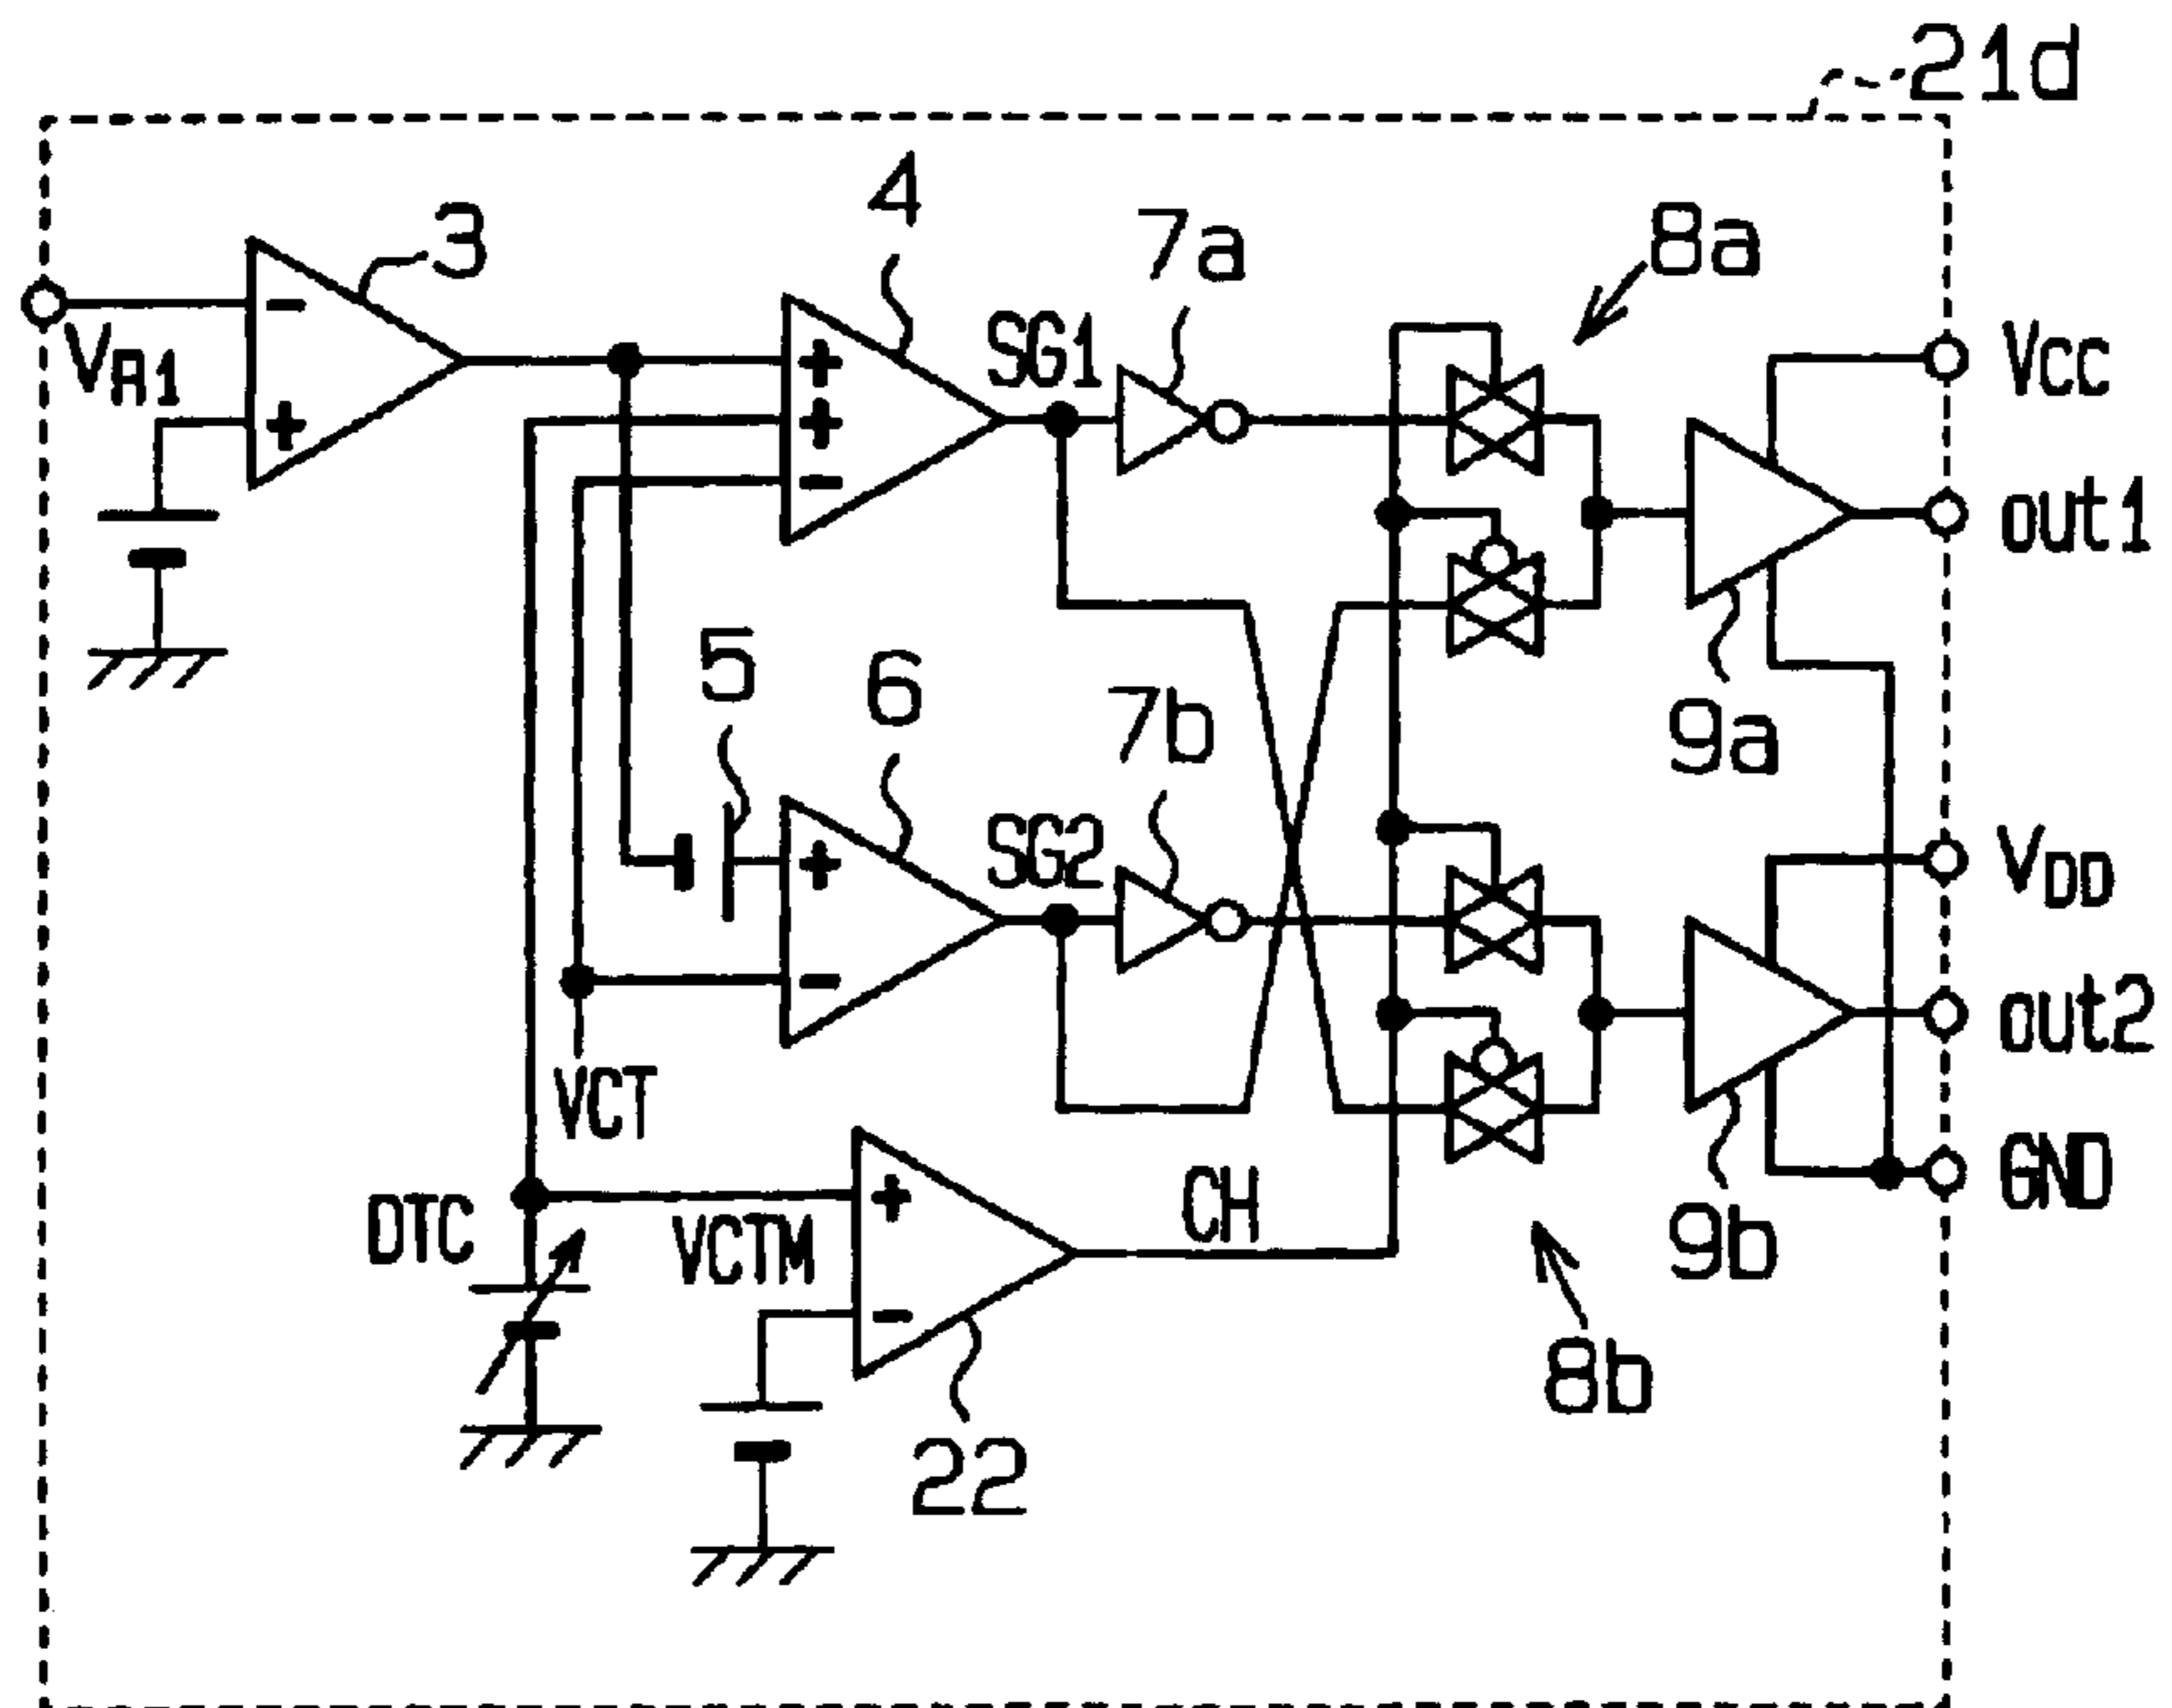 21d
4
3
7a
8a
VA1
SG1
VCC
out1
5
6
7b
9a
SG2
VDD
out2
VCT
DTC
VCTM
CH
GND
9b
8b
22